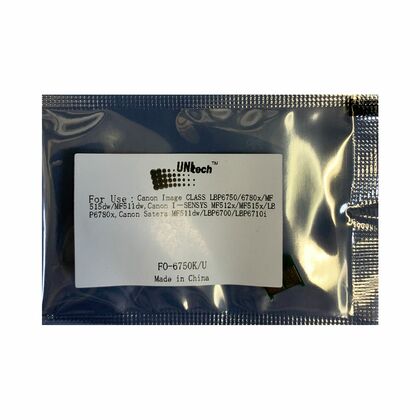 UNItech™
For Use : Canon Image CLASS LBP6750/6780x/MF
515dw/MF511dw,Canon I-SENSYS MF512x/MF515x/LB
P6780x,Canon Satera MF511dw/LBP6700/LBP6710i
FO-6750K/U
Made in China